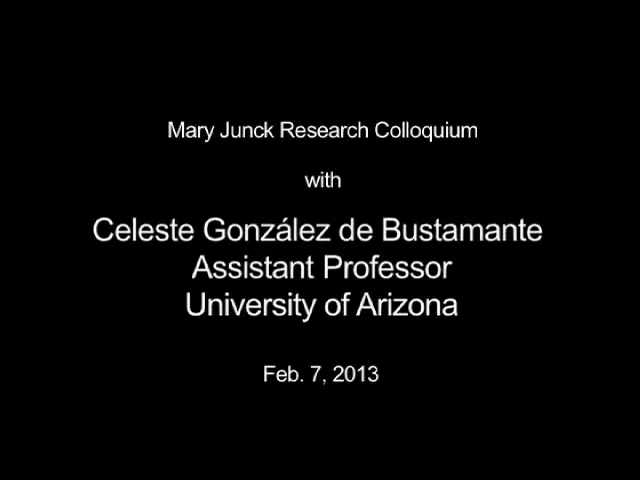 Mary Junck Research Colloquium
with
Celeste González de Bustamante
Assistant Professor
University of Arizona
Feb. 7, 2013